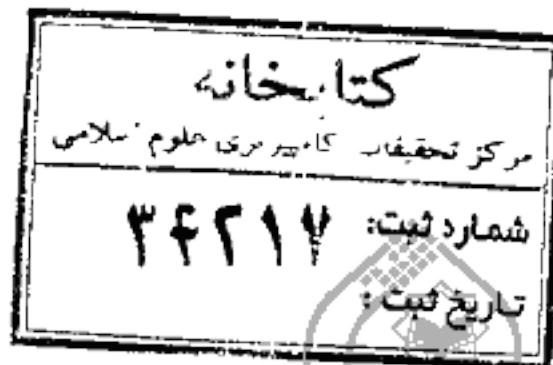 کتابخانه
مرکز تحقیقات کامپیوتری علوم اسلامی
شماره ثبت: ۳۴۲۱۷
تاریخ ثبت :